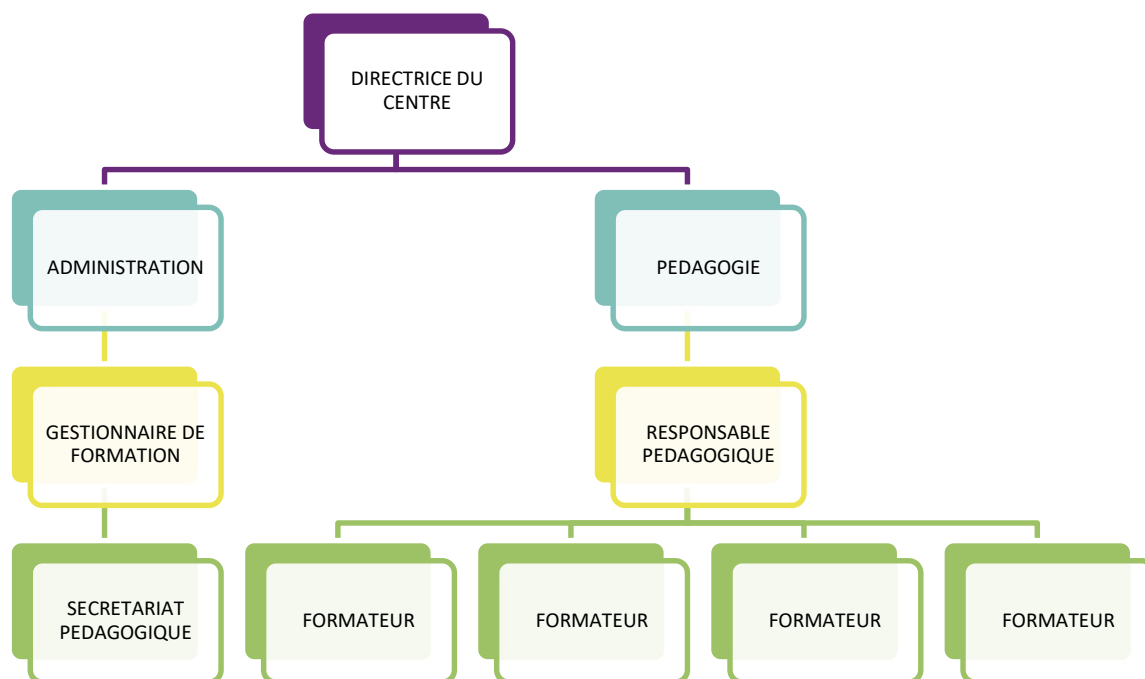 DIRECTRICE DU
CENTRE
ADMINISTRATION
PEDAGOGIE
GESTIONNAIRE DE
FORMATION
RESPONSABLE
PEDAGOGIQUE
SECRETARIAT
PEDAGOGIQUE
FORMATEUR
FORMATEUR
FORMATEUR
FORMATEUR